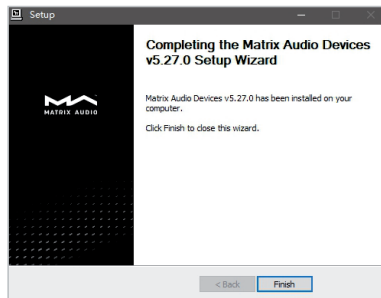 Setup
Completing the Matrix Audio Devices
v5.27.0 Setup Wizard
MATRIX AUDIO
Matrix Audio Devices v5.27.0 has been installed on your
computer.
Click Finish to close this wizard.
< Back
Finish